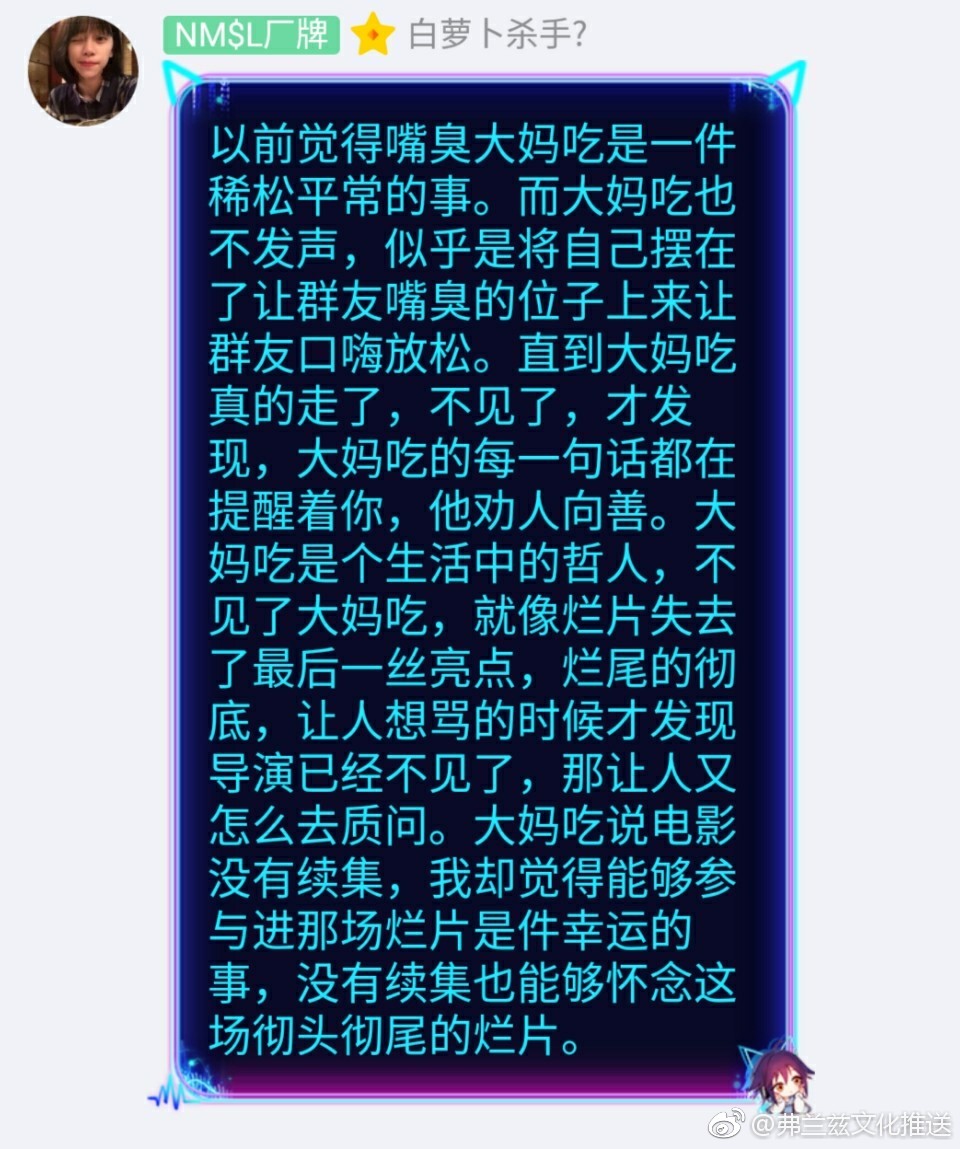 NM$L厂牌 白萝卜杀手?
以前觉得嘴臭大妈吃是一件
稀松平常的事。而大妈吃也
不发声，似乎是将自己摆在
了让群友嘴臭的位子上来让
群友口嗨放松。直到大妈吃
真的走了，不见了，才发
现，大妈吃的每一句话都在
提醒着你，他劝人向善。大
妈吃是个生活中的哲人，不
见了大妈吃，就像烂片失去
了最后一丝亮点，烂尾的彻
底，让人想骂的时候才发现
导演已经不见了，那让人又
怎么去质问。大妈吃说电影
没有续集，我却觉得能够参
与进那场烂片是件幸运的
事，没有续集也能够怀念这
场彻头彻尾的烂片。
@弗兰兹文化推送